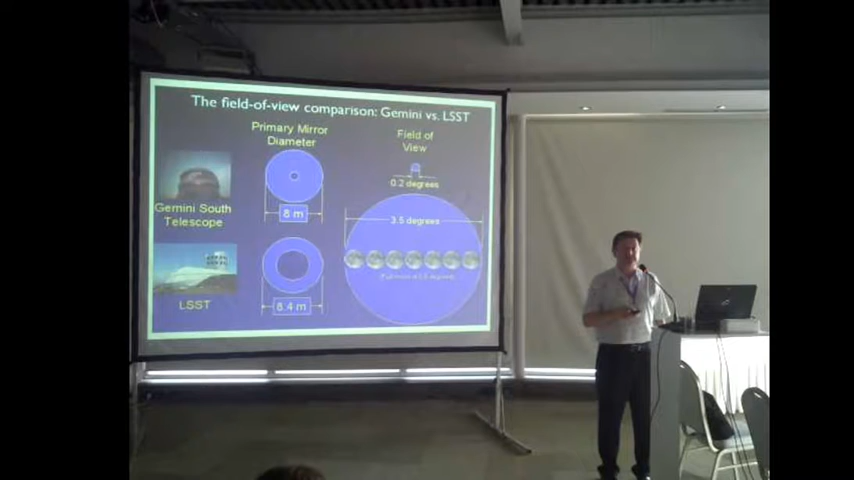 The field-of-view comparison: Gemini vs. LSST
Primary Mirror
Diameter
Field of
View
0.2 degrees
Gemini South
Telescope
8 m
3.5 degrees
LSST
8.4 m